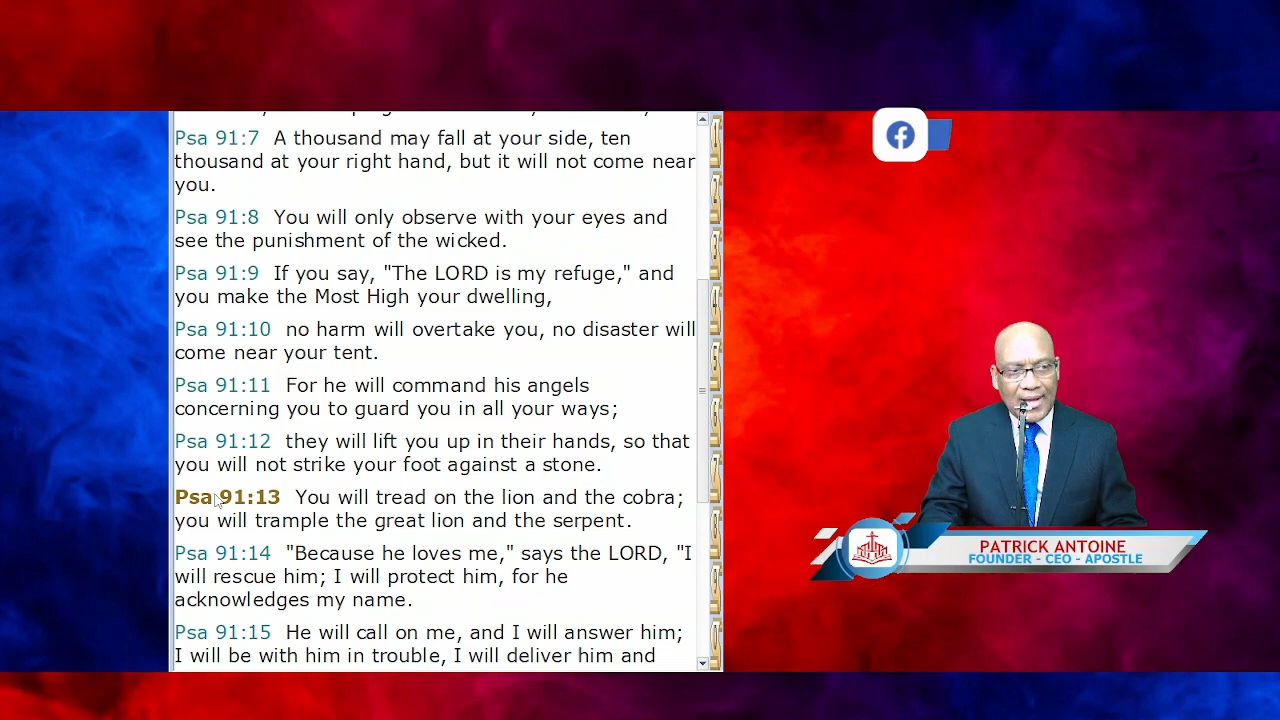 Psa 91:7 A thousand may fall at your side, ten
thousand at your right hand, but it will not come near
you.
Psa 91:8 You will only observe with your eyes and
see the punishment of the wicked.
Psa 91:9 If you say, "The LORD is my refuge," and
you make the Most High your dwelling,
Psa 91:10 no harm will overtake you, no disaster will
come near your tent.
Psa 91:11 For he will command his angels
concerning you to guard you in all your ways;
Psa 91:12 they will lift you up in their hands, so that
you will not strike your foot against a stone.
Psa 91:13 You will tread on the lion and the cobra;
you will trample the great lion and the serpent.
Psa 91:14 "Because he loves me," says the LORD, "I
will rescue him; I will protect him, for he
acknowledges my name.
Psa 91:15 He will call on me, and I will answer him;
I will be with him in trouble, I will deliver him and
PATRICK ANTOINE
FOUNDER - CEO - APOSTLE